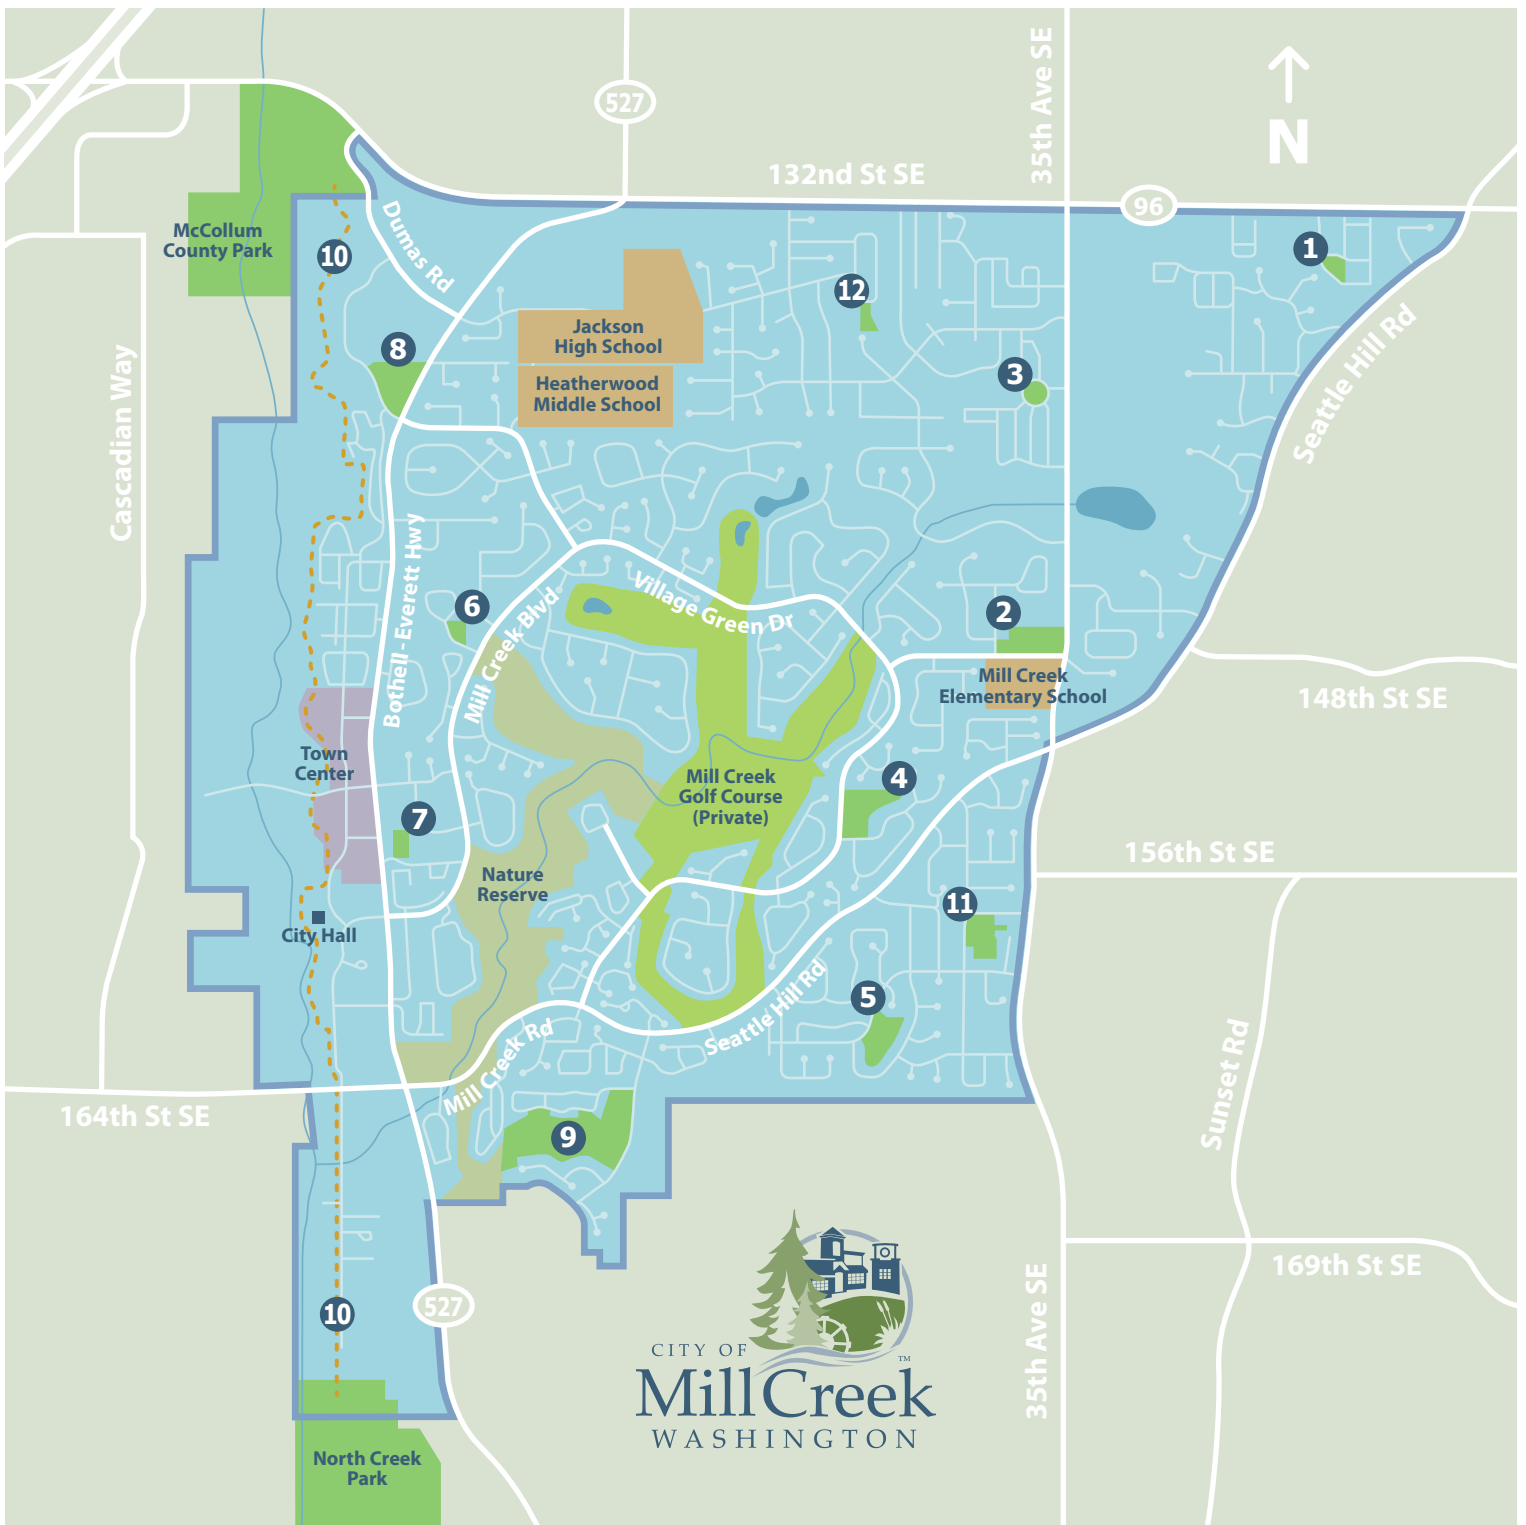 527
35th Ave SE
N
132nd St SE
96
McCollum
County Park
10
Dumas Rd
1
12
Jackson
High School
8
Heatherwood
Middle School
3
Seattle Hill Rd
Cascadian Way
Bothell-Everett Hwy
6
Mill Creek Blvd
Village Green Dr
2
Mill Creek
Elementary School
148th St SE
Town
Center
Mill Creek
Golf Course
(Private)
4
7
156th St SE
Nature
Reserve
11
City Hall
5
Seattle Hill Rd
Mill Creek Rd
164th St SE
Sunset Rd
9
169th St SE
35th Ave SE
10
527
CITY OF
Mill Creek
WASHINGTON
TM
North Creek
Park